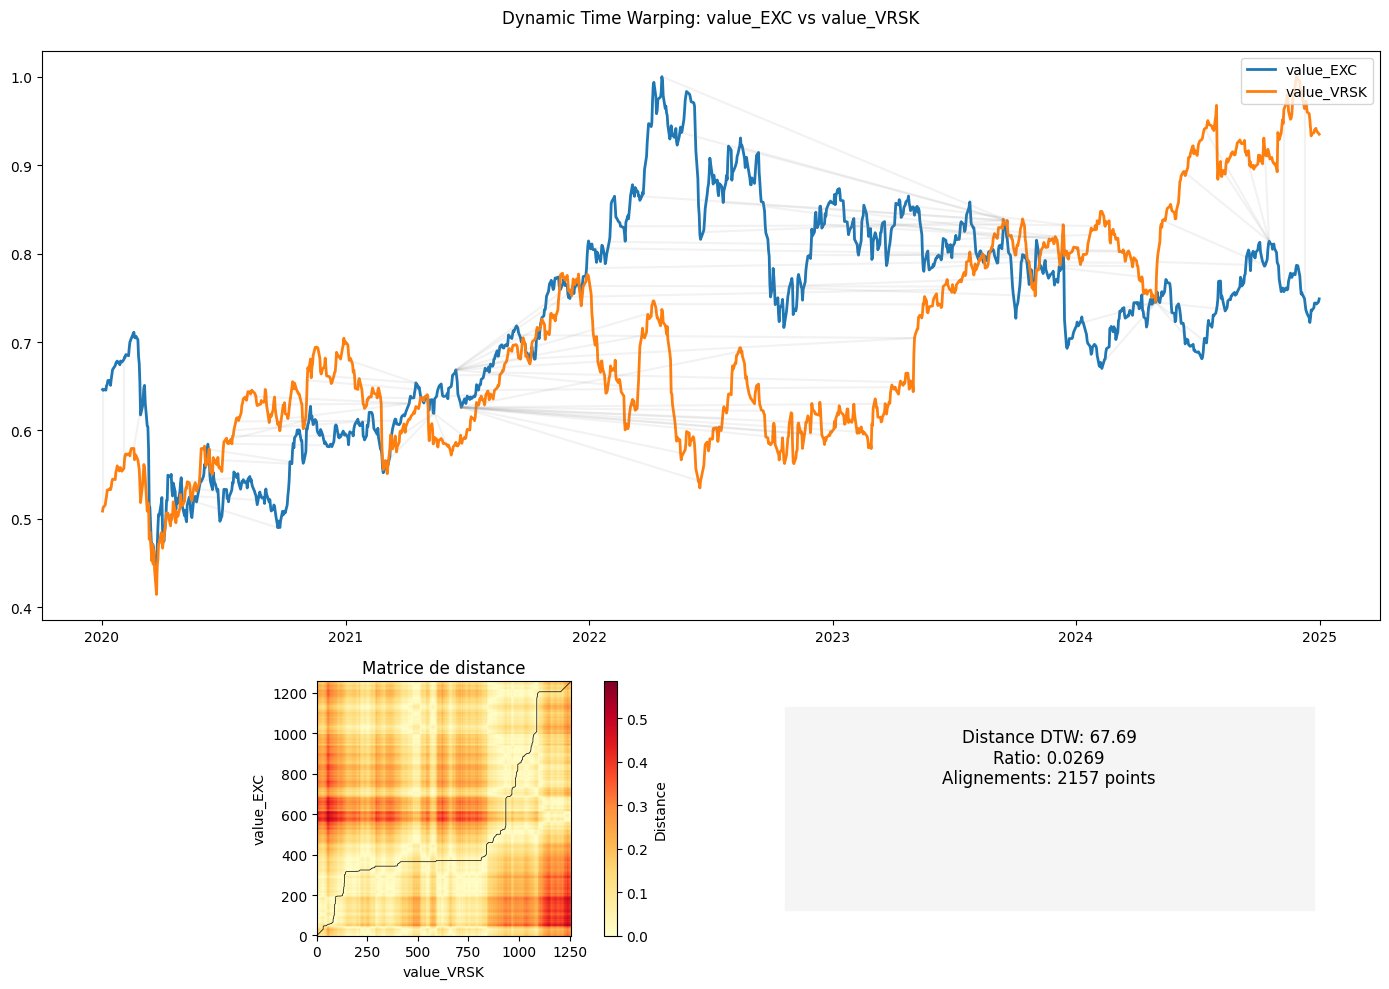 Dynamic Time Warping: value_EXC vs value_VRSK
1.0
0.9
0.8
0.7
0.6
0.5
0.4
value_EXC
value_VRSK
2020 2021 2022 2023 2024 2025
Matrice de distance
1200
1000
800
600
400
200
0
value_EXC
0 250 500 750 1000 1250
value_VRSK
0.5
0.4
0.3
0.2
0.1
0.0
Distance
Distance DTW: 67.69
Ratio: 0.0269
Alignements: 2157 points